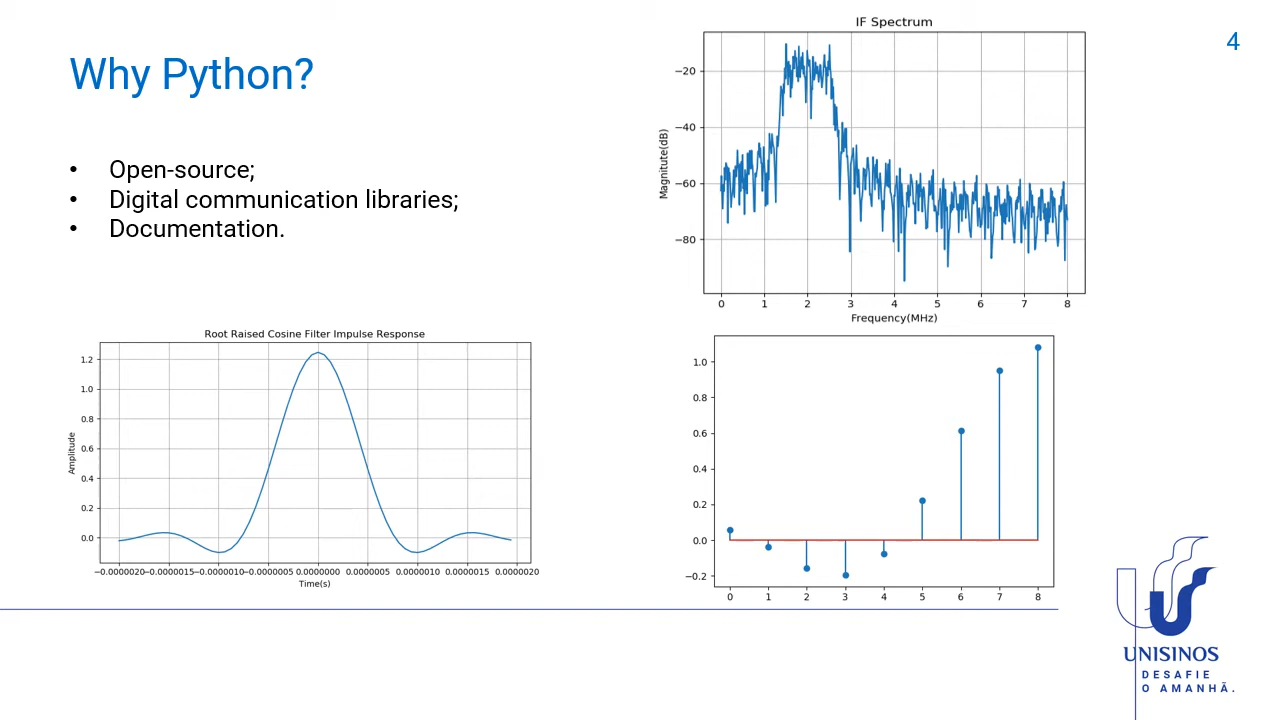 4
Why Python?
• Open-source;
• Digital communication libraries;
• Documentation.
IF Spectrum
Magnitute(dB)
−20
−40
−60
−80
0 1 2 3 4 5 6 7 8
Frequency(MHz)
Root Raised Cosine Filter Impulse Response
Amplitude
1.2
1.0
0.8
0.6
0.4
0.2
0.0
−0.0000020−0.0000015−0.0000010−0.0000005 0.0000000 0.0000005 0.0000010 0.0000015 0.0000020
Time(s)
1.0
0.8
0.6
0.4
0.2
0.0
−0.2
0 1 2 3 4 5 6 7 8
UNISINOS
DESAFIE
O AMANHÃ.